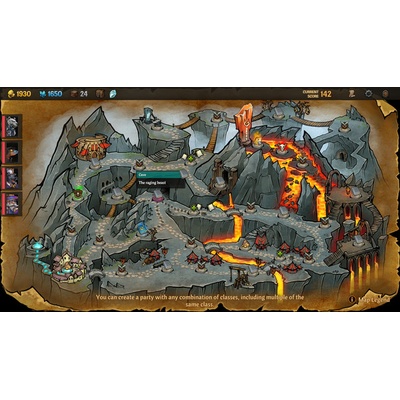 1930 1650 24
CURRENT
SCORE 142
Cave
The raging beast
You can create a party with any combination of classes, including multiple of the
same class.